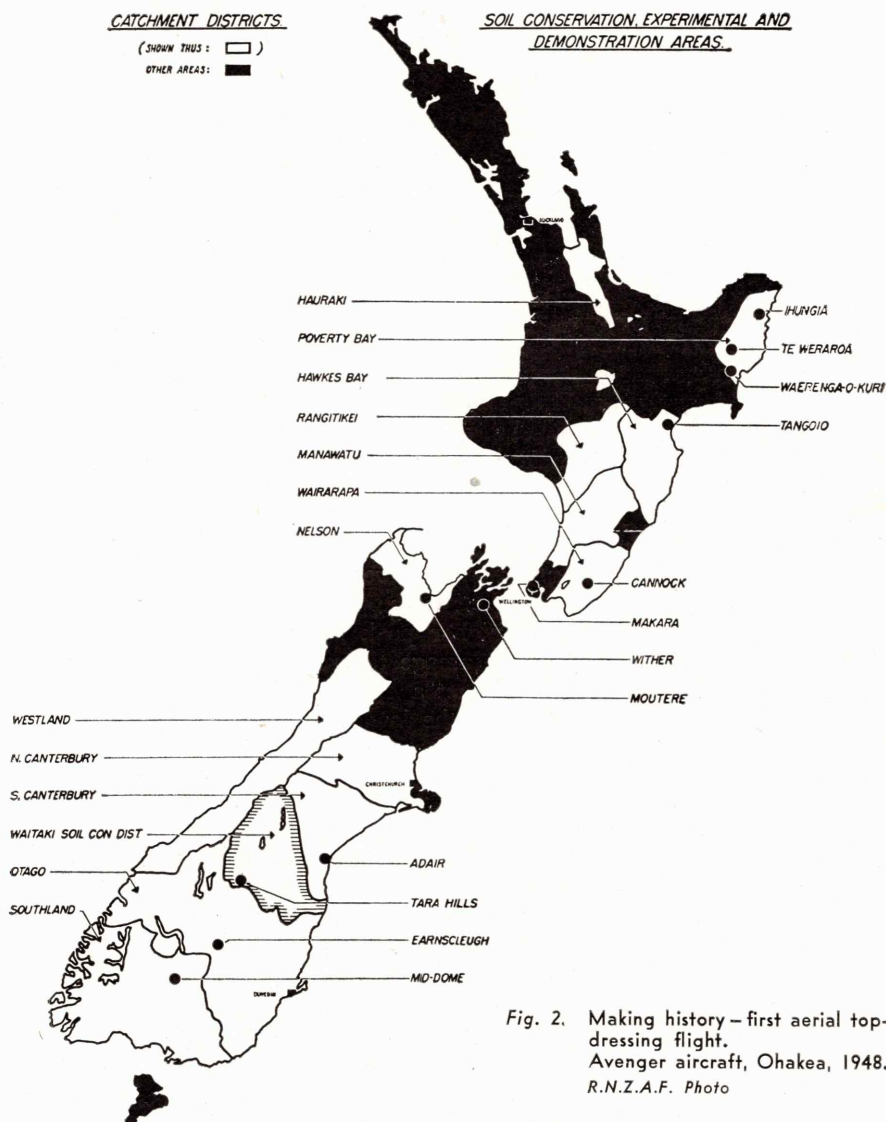 CATCHMENT DISTRICTS
(SHOWN THUS: )
OTHER AREAS:
SOIL CONSERVATION, EXPERIMENTAL AND
DEMONSTRATION AREAS.
AUCKLAND
HAURAKI
POVERTY BAY
HAWKES BAY
RANGITIKEI
MANAWATU
WAIRARAPA
NELSON
IHUNGIA
TE WERAROA
WAERENGA-O-KURI
TANGOIO
CANNOCK
WELLINGTON
MAKARA
WITHER
MOUTERE
WESTLAND
N. CANTERBURY
CHRISTCHURCH
S. CANTERBURY
WAITAKI SOIL CON DIST
OTAGO
SOUTHLAND
ADAIR
TARA HILLS
EARNSCLEUGH
MID-DOME
DUNEDIN
Fig. 2. Making history – first aerial top-
dressing flight.
Avenger aircraft, Ohakea, 1948.
R.N.Z.A.F. Photo